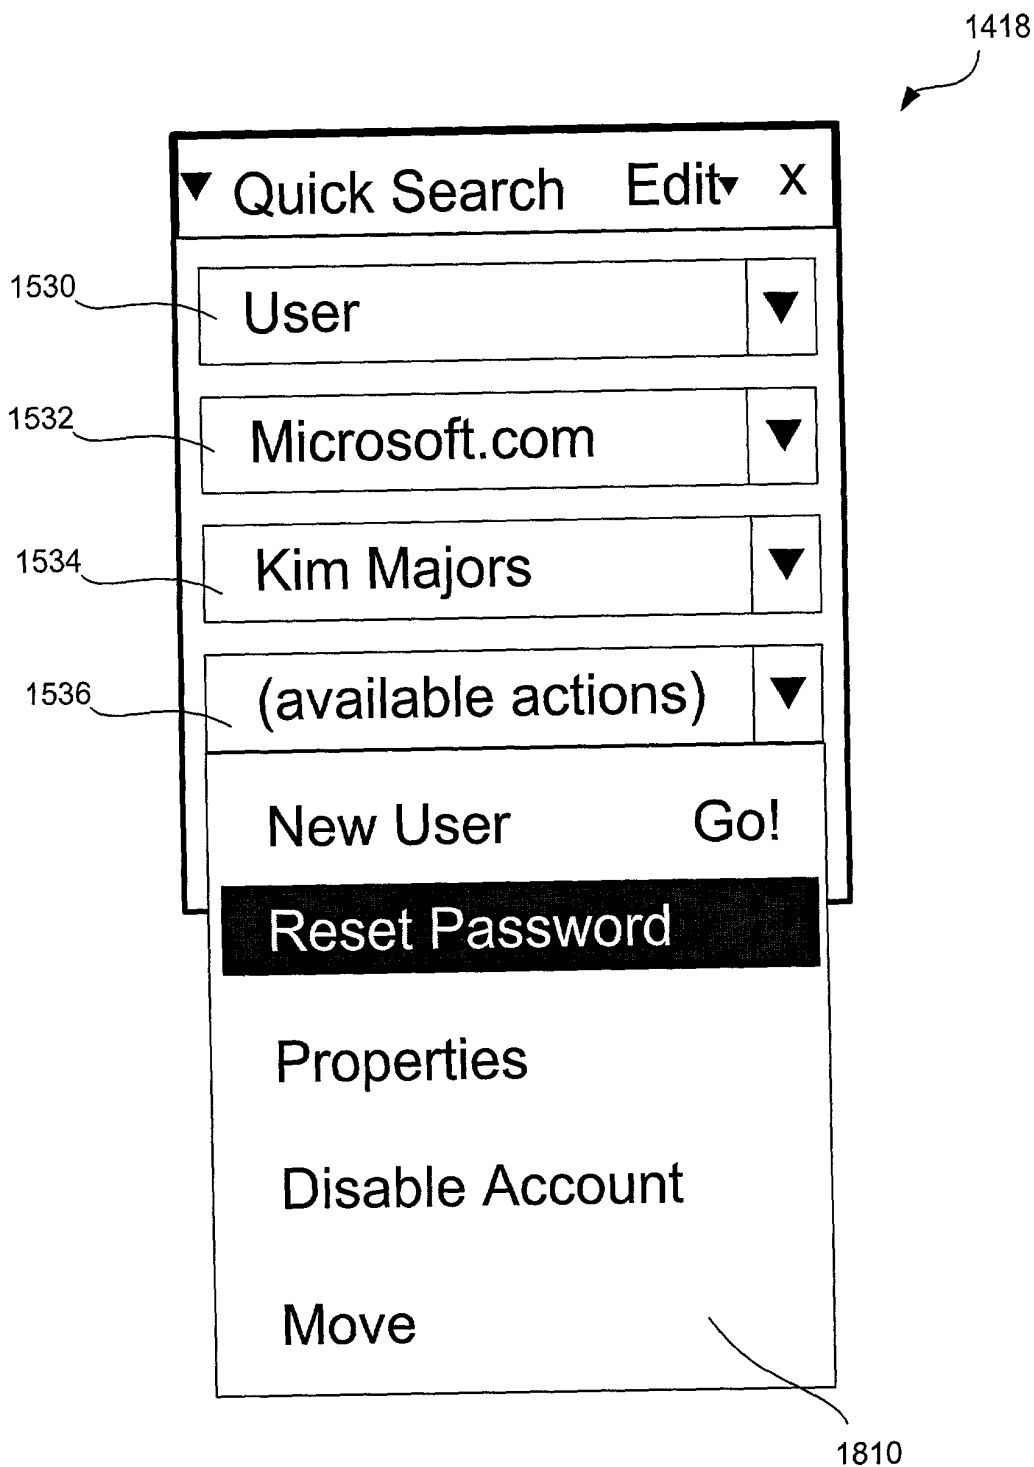 1418
Quick Search Edit x
1530
User
1532
Microsoft.com
1534
Kim Majors
1536
(available actions)
New User Go!
Reset Password
Properties
Disable Account
Move
1810